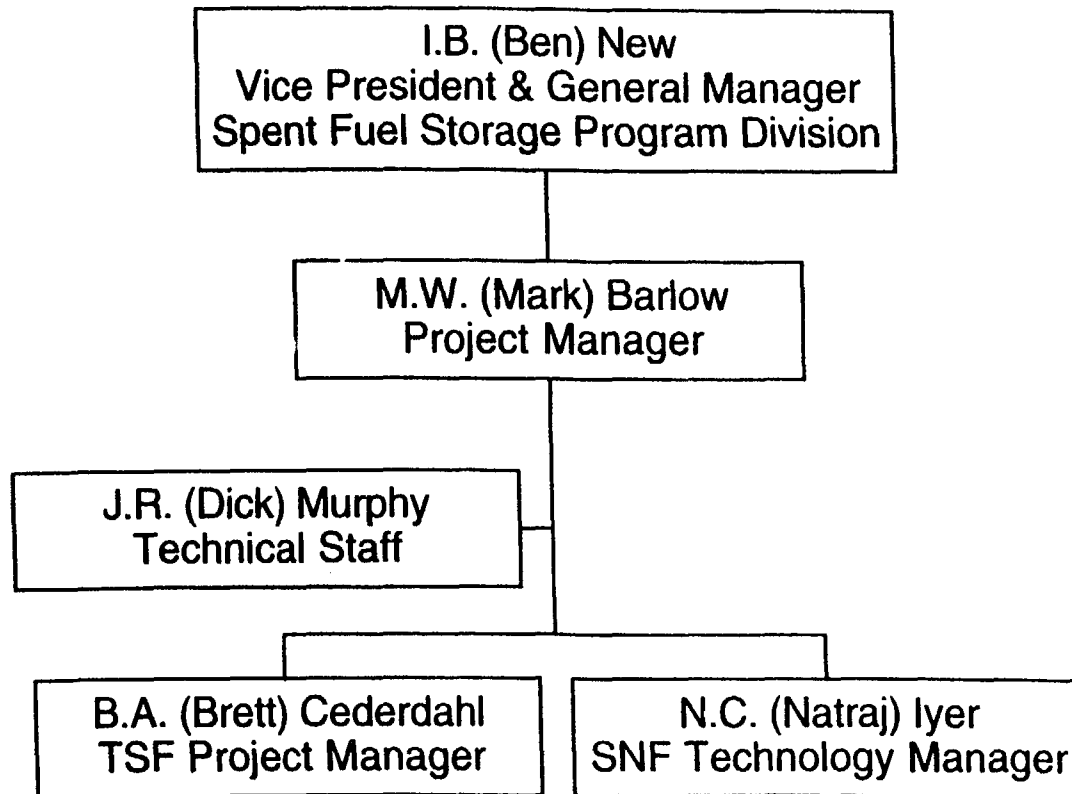 I.B. (Ben) New
Vice President & General Manager
Spent Fuel Storage Program Division
M.W. (Mark) Barlow
Project Manager
J.R. (Dick) Murphy
Technical Staff
B.A. (Brett) Cederdahl
TSF Project Manager
N.C. (Natraj) Iyer
SNF Technology Manager